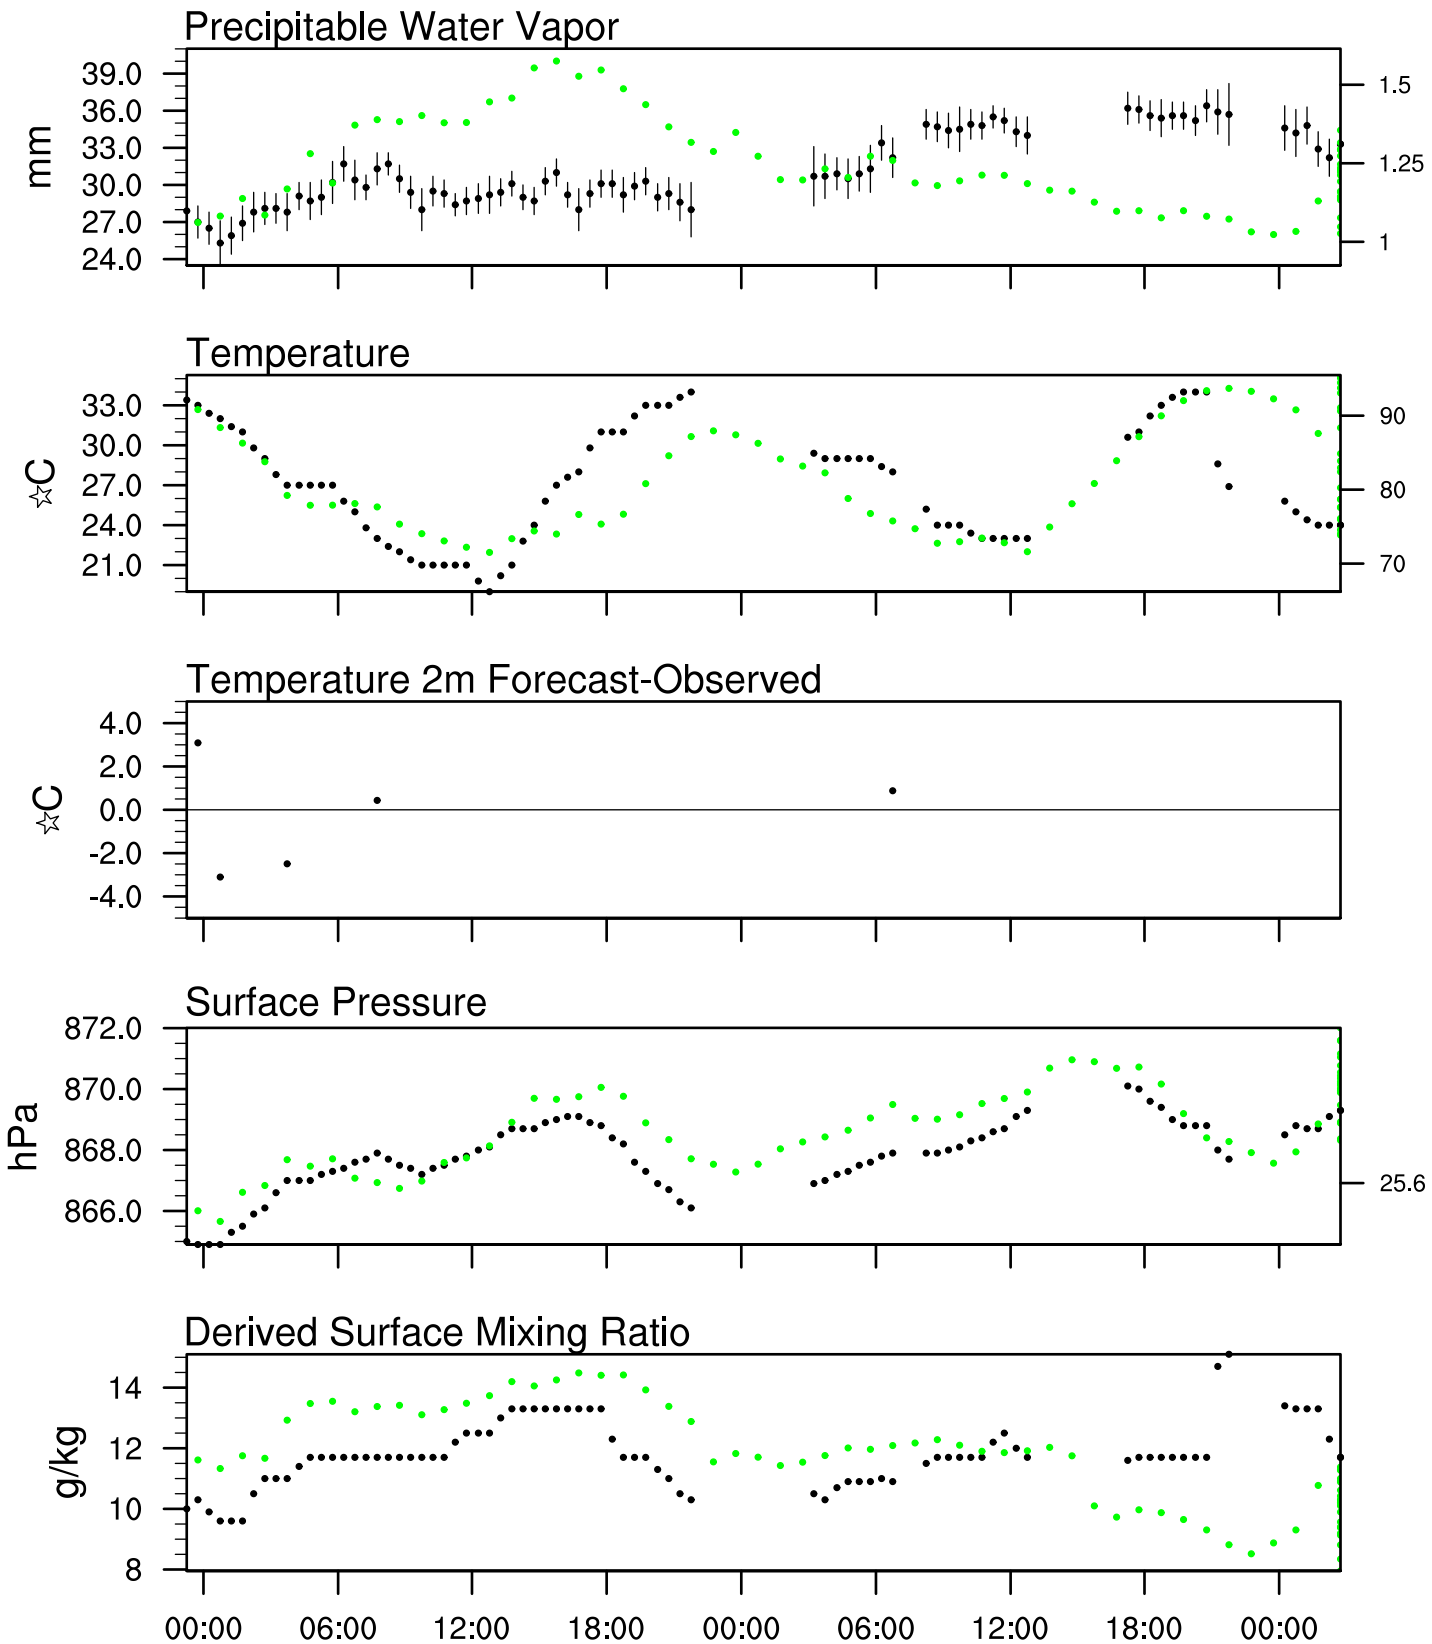 Precipitable Water Vapor
39.0
36.0
33.0
30.0
27.0
24.0
mm
1.5
1.25
1
Temperature
33.0
30.0
27.0
24.0
21.0
☆C
90
80
70
Temperature 2m Forecast-Observed
4.0
2.0
0.0
-2.0
-4.0
☆C
Surface Pressure
872.0
870.0
868.0
866.0
hPa
25.6
Derived Surface Mixing Ratio
14
12
10
8
g/kg
00:00 06:00 12:00 18:00 00:00 06:00 12:00 18:00 00:00